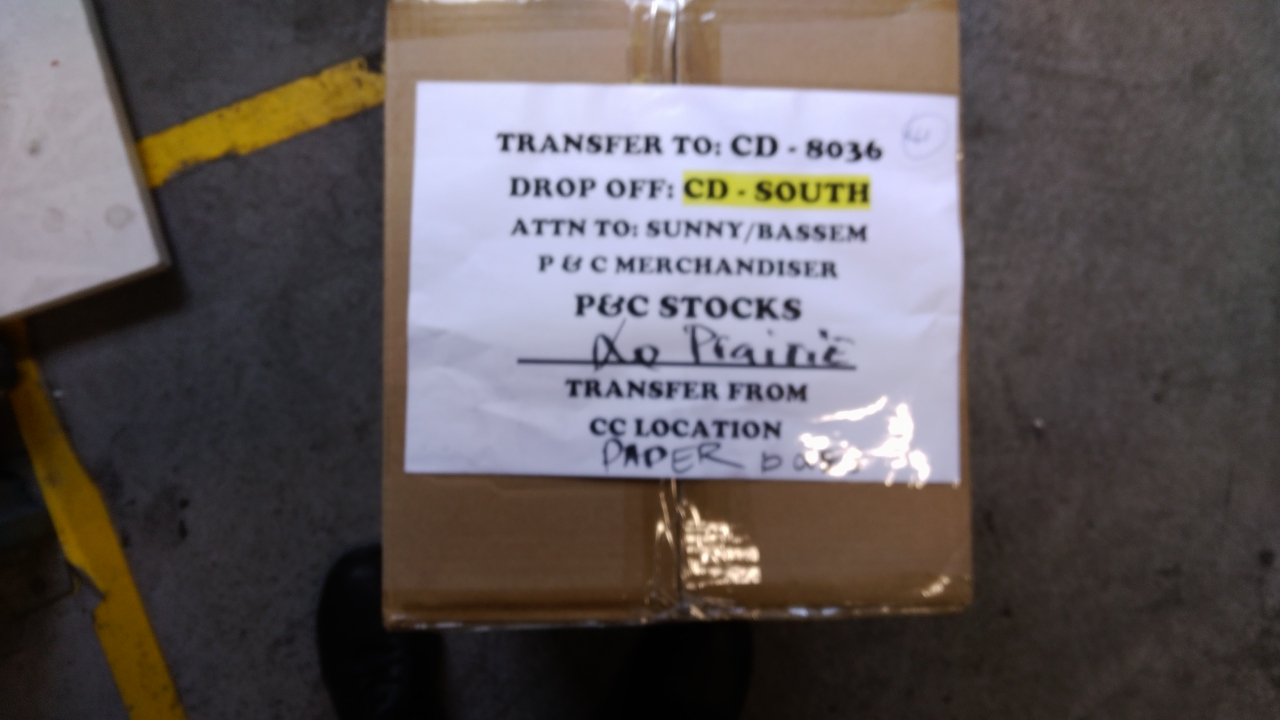 TRANSFER TO: CD - 8036
DROP OFF: CD - SOUTH
ATTN TO: SUNNY/BASSEM
P & C MERCHANDISER
P&C STOCKS
Prairie
TRANSFER FROM
CC LOCATION
PAPER